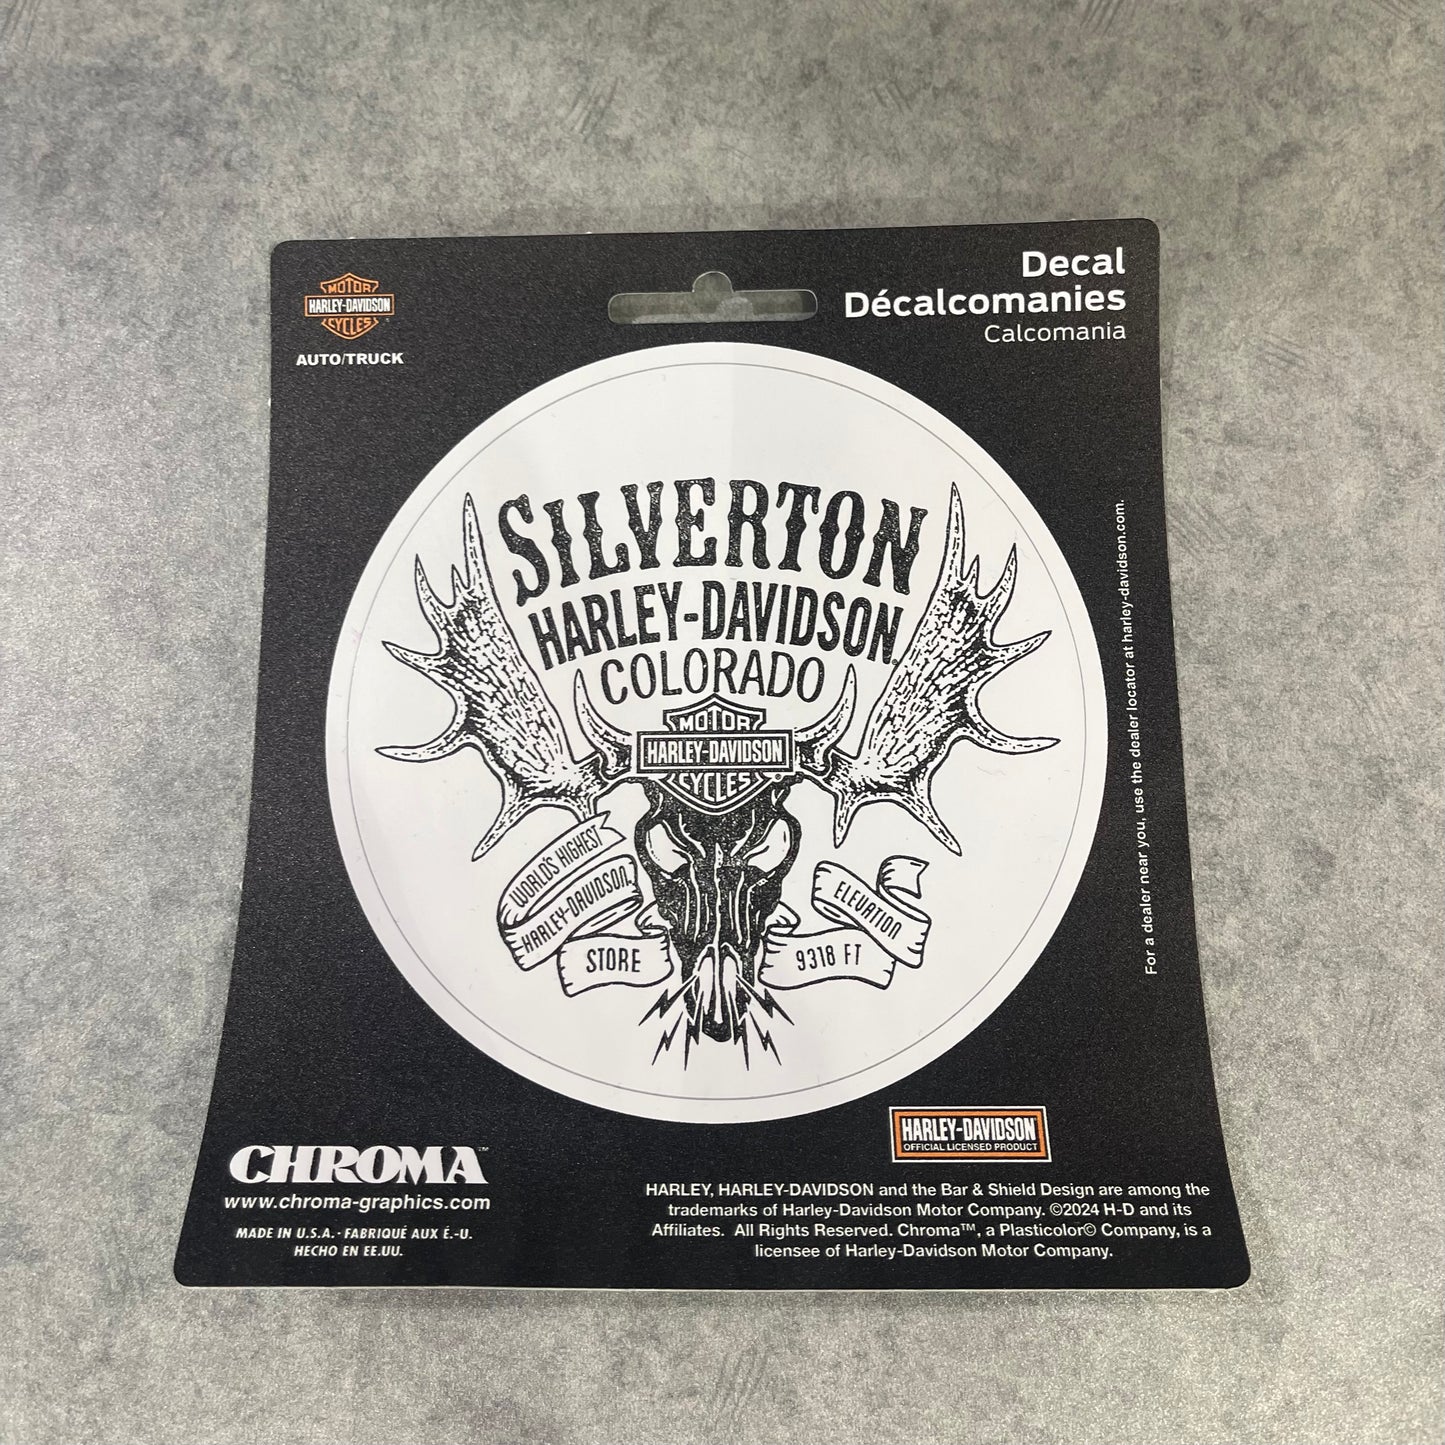 MOTOR
HARLEY-DAVIDSON
CYCLES
AUTO/TRUCK
Decal
Décalcomanies
Calcomania
SILVERTON
HARLEY-DAVIDSON
COLORADO
MOTOR
HARLEY-DAVIDSON
CYCLES
WORLD'S HIGHEST
HARLEY-DAVIDSON
STORE
ELEVATION
9318 FT
For a dealer near you, use the dealer locator at harley-davidson.com.
CHROMA™
www.chroma-graphics.com
MADE IN U.S.A. · FABRIQUÉ AUX É.-U.
HECHO EN EE.UU.
HARLEY-DAVIDSON
OFFICIAL LICENSED PRODUCT
HARLEY, HARLEY-DAVIDSON and the Bar & Shield Design are among the
trademarks of Harley-Davidson Motor Company. ©2024 H-D and its
Affiliates. All Rights Reserved. Chroma™, a Plasticolor© Company, is a
licensee of Harley-Davidson Motor Company.